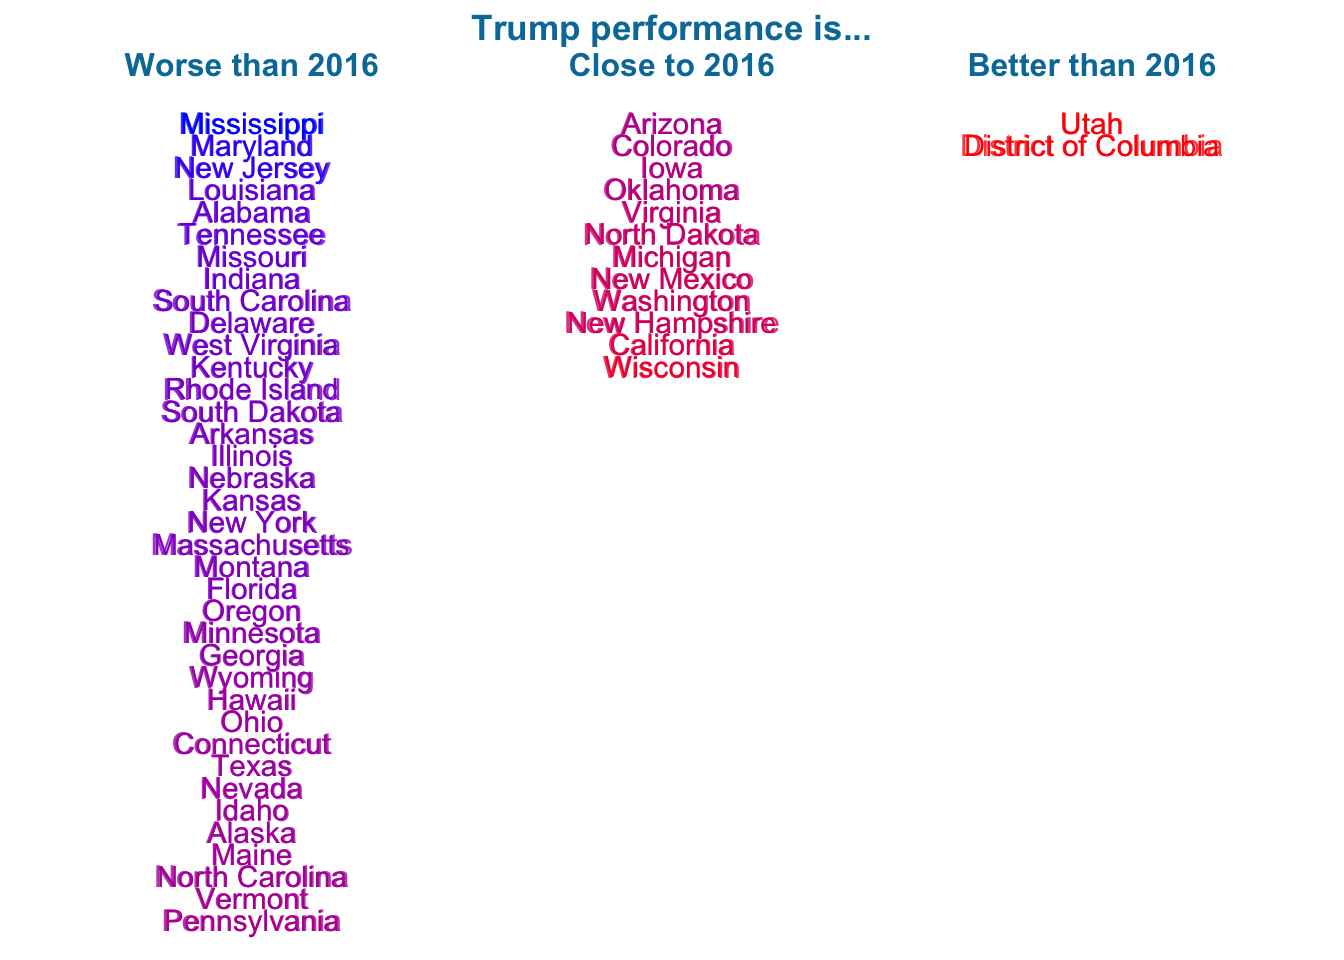 Trump performance is...
Worse than 2016
Close to 2016
Better than 2016
Mississippi
Maryland
New Jersey
Louisiana
Alabama
Tennessee
Missouri
Indiana
South Carolina
Delaware
West Virginia
Kentucky
Rhode Island
South Dakota
Arkansas
Illinois
Nebraska
Kansas
New York
Massachusetts
Montana
Florida
Oregon
Minnesota
Georgia
Wyoming
Hawaii
Ohio
Connecticut
Texas
Nevada
Idaho
Alaska
Maine
North Carolina
Vermont
Pennsylvania
Arizona
Colorado
Iowa
Oklahoma
Virginia
North Dakota
Michigan
New Mexico
Washington
New Hampshire
California
Wisconsin
Utah
District of Columbia